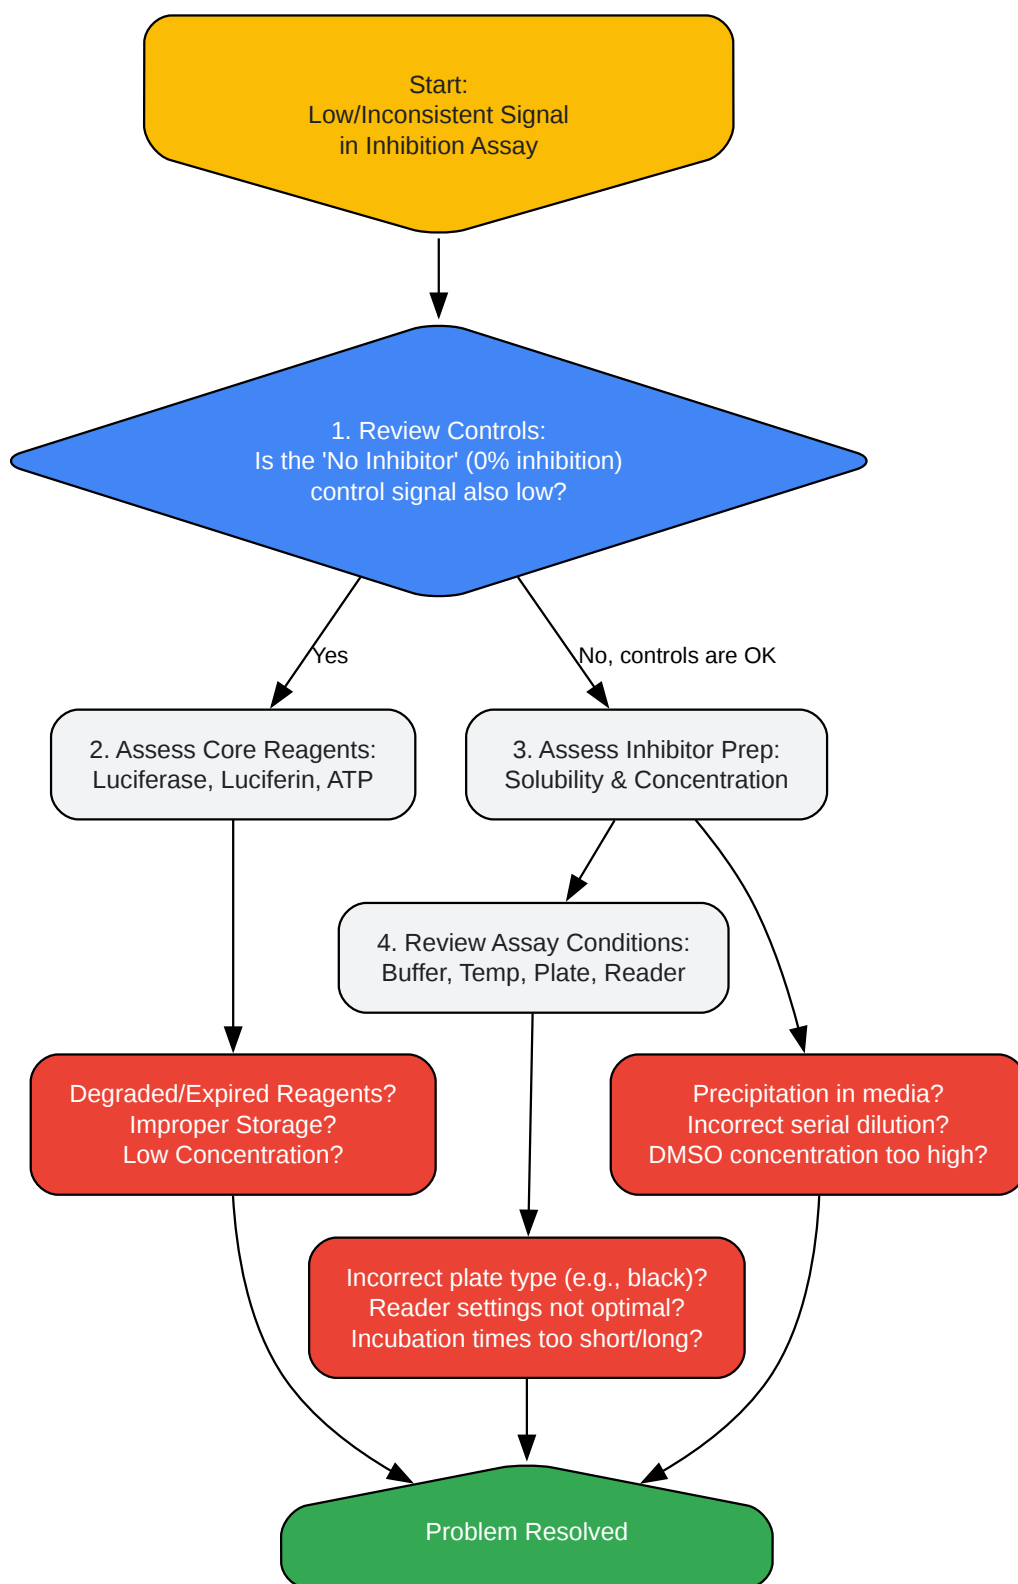 Start:
Low/Inconsistent Signal
in Inhibition Assay
1. Review Controls:
Is the 'No Inhibitor' (0% inhibition)
control signal also low?
Yes
No, controls are OK
2. Assess Core Reagents:
Luciferase, Luciferin, ATP
3. Assess Inhibitor Prep:
Solubility & Concentration
4. Review Assay Conditions:
Buffer, Temp, Plate, Reader
Degraded/Expired Reagents?
Improper Storage?
Low Concentration?
Precipitation in media?
Incorrect serial dilution?
DMSO concentration too high?
Incorrect plate type (e.g., black)?
Reader settings not optimal?
Incubation times too short/long?
Problem Resolved